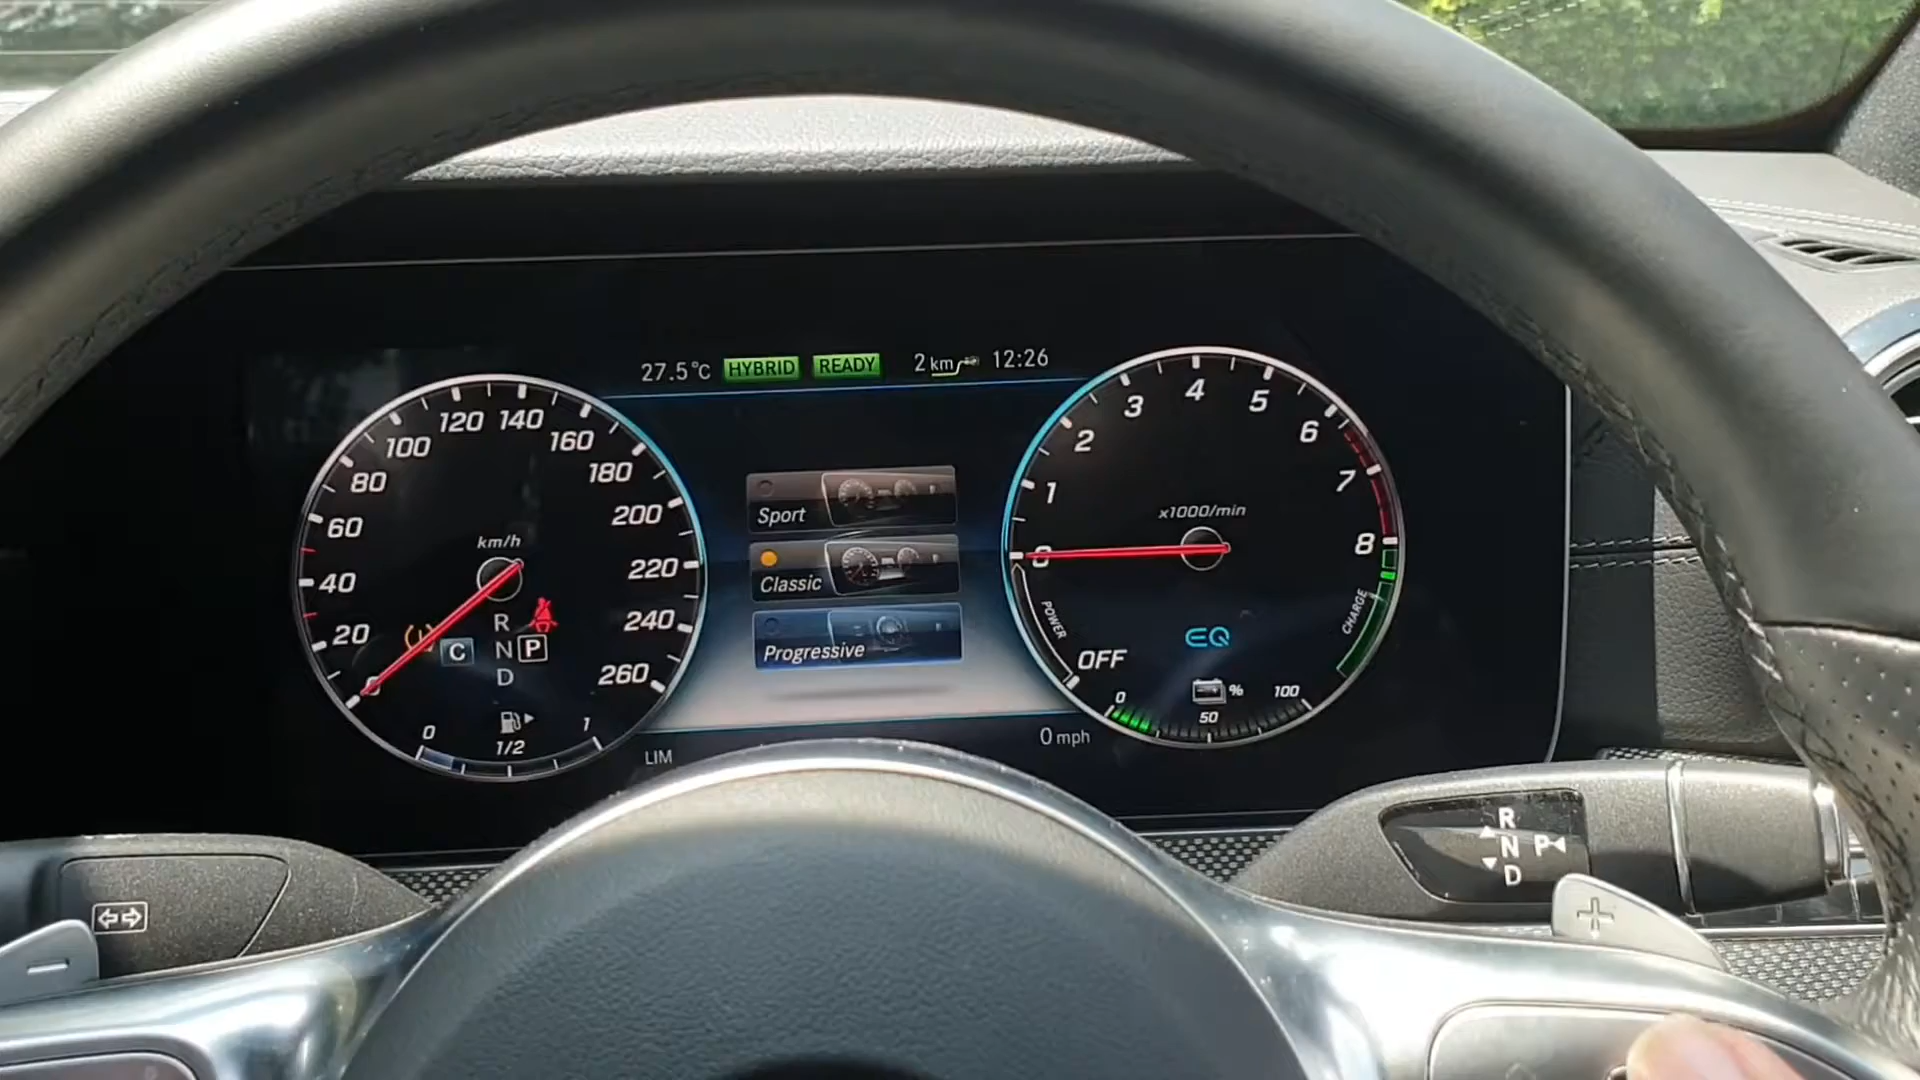 27.5°C HYBRID READY 2 km 12:26
20 40 60 80 100 120 140 160 180 200 220 240 260
km/h
R
N P
D
C
0 1/2 1
Sport
Classic
Progressive
LIM
0 mph
0 1 2 3 4 5 6 7 8
x1000/min
POWER
OFF
CHARGE
EQ
0 50 100
%
R
N P
D
+
-